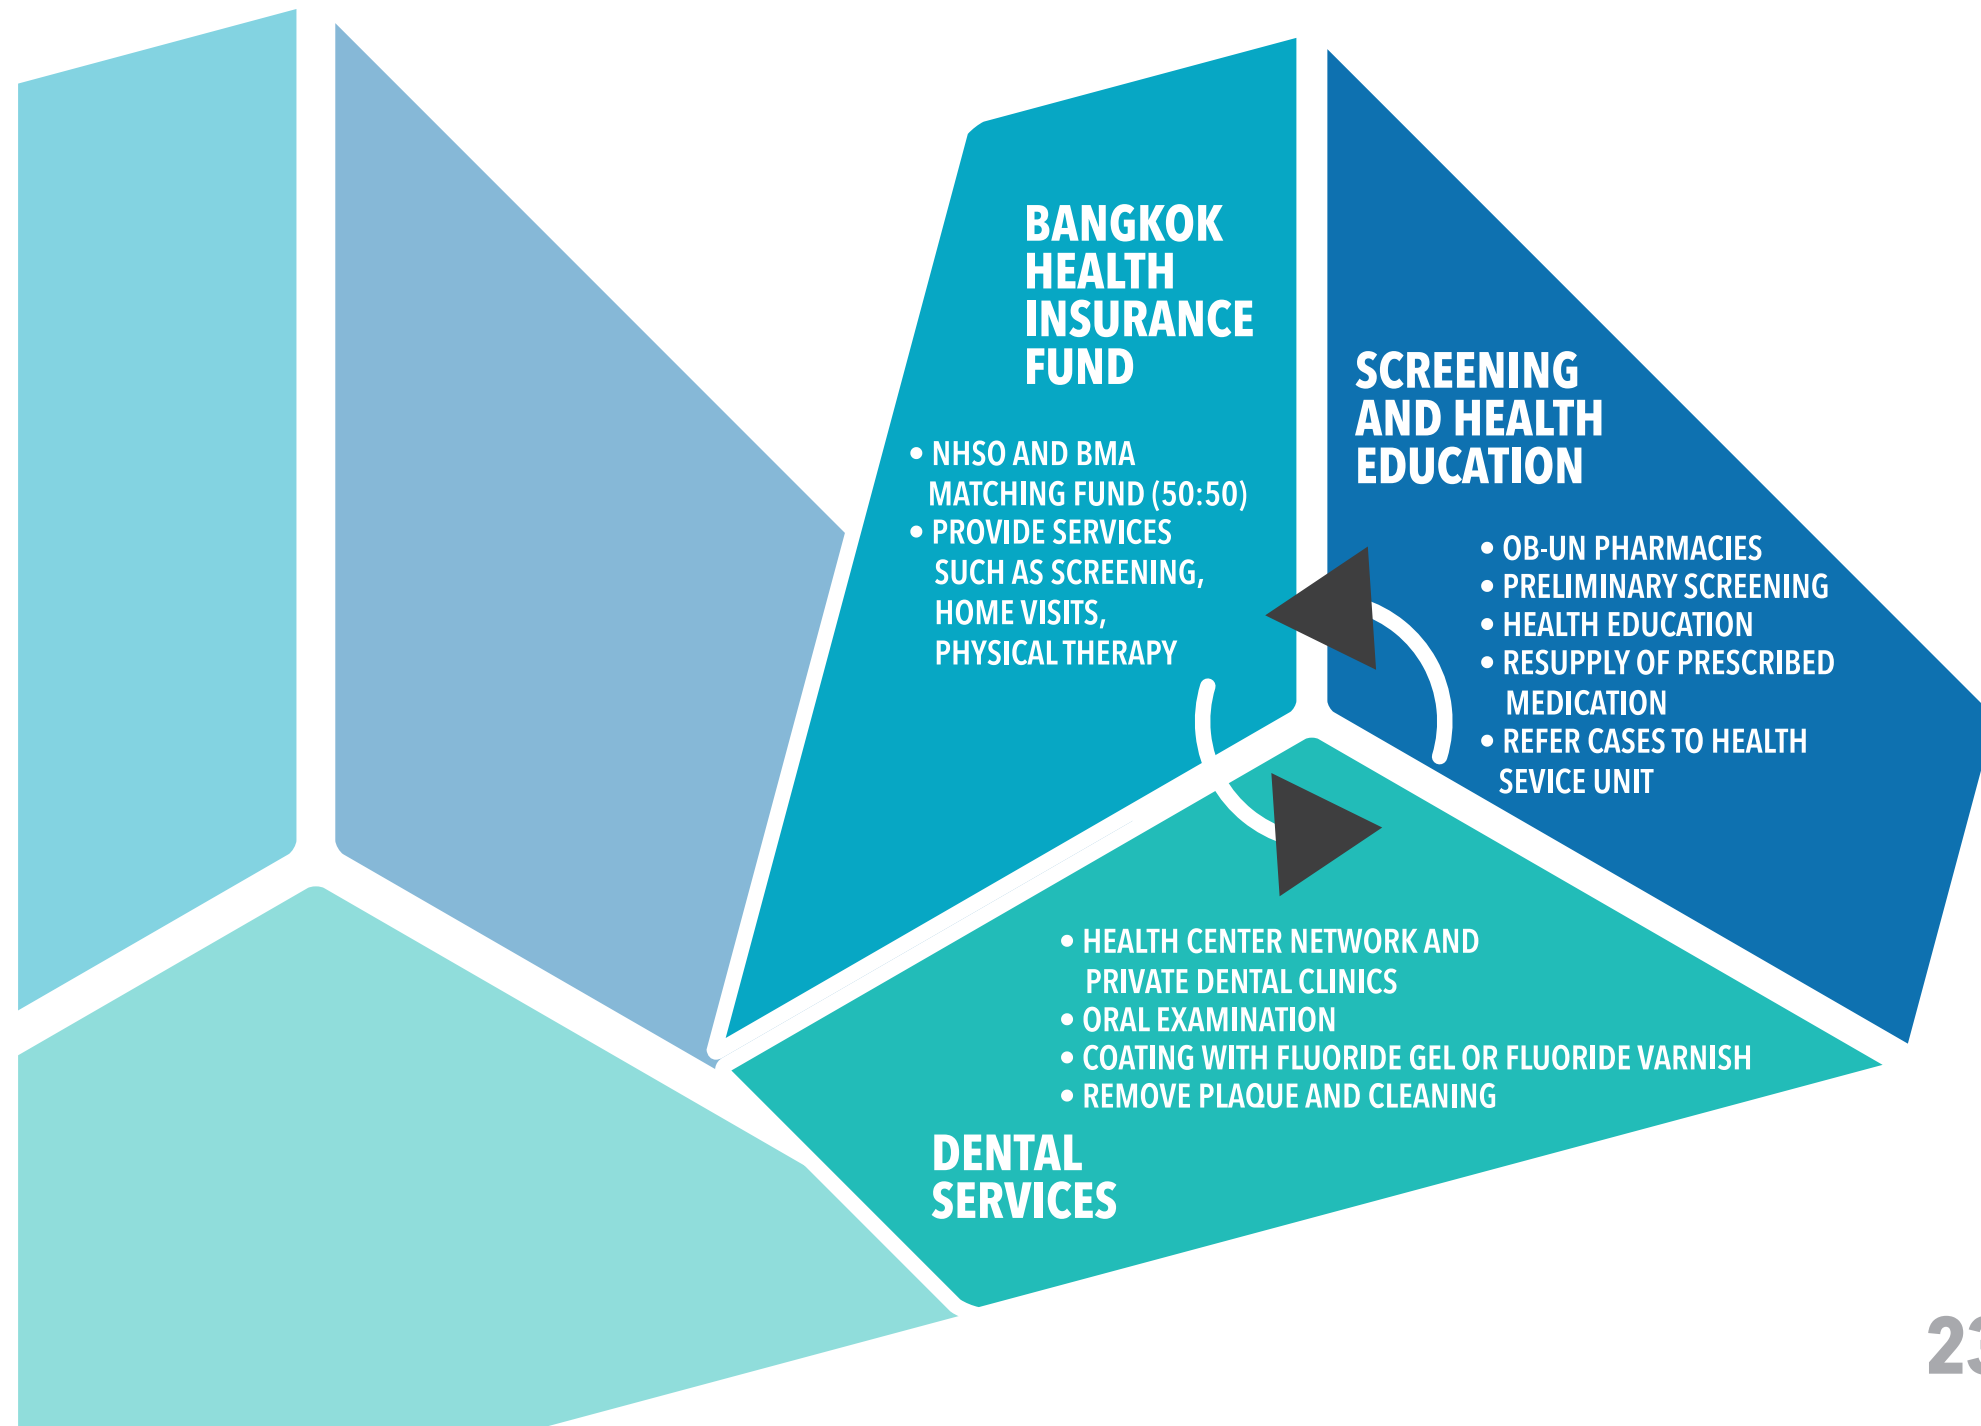 BANGKOK
HEALTH
INSURANCE
FUND
• NHSO AND BMA
MATCHING FUND (50:50)
• PROVIDE SERVICES
SUCH AS SCREENING,
HOME VISITS,
PHYSICAL THERAPY
SCREENING
AND HEALTH
EDUCATION
• OB-UN PHARMACIES
• PRELIMINARY SCREENING
• HEALTH EDUCATION
• RESUPPLY OF PRESCRIBED
MEDICATION
• REFER CASES TO HEALTH
SEVICE UNIT
• HEALTH CENTER NETWORK AND
PRIVATE DENTAL CLINICS
• ORAL EXAMINATION
• COATING WITH FLUORIDE GEL OR FLUORIDE VARNISH
• REMOVE PLAQUE AND CLEANING
DENTAL
SERVICES
23